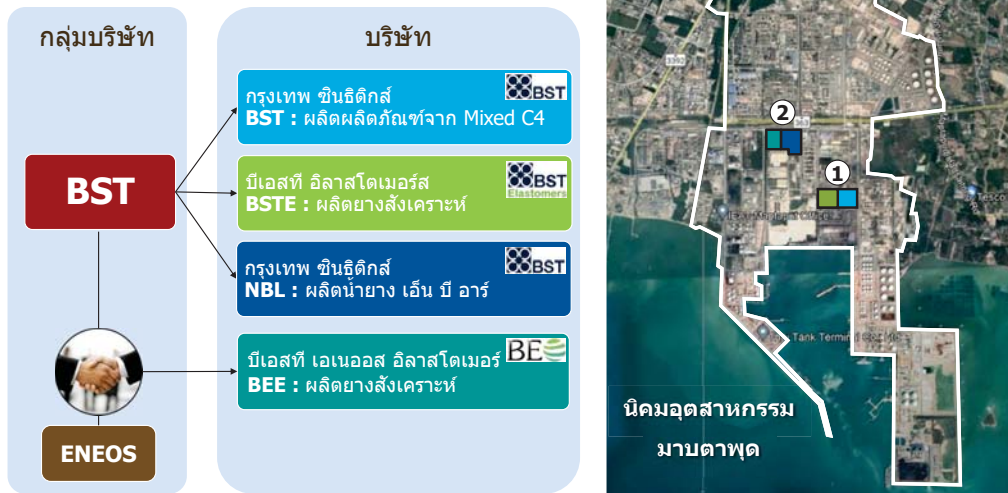 กลุ่มบริษัท
บริษัท
BST
ENEOS
กรุงเทพ ซินธิติกส์
BST : ผลิตผลิตภัณฑ์จาก Mixed C4
BST
บีเอสที อิลาสโตเมอร์ส
BSTE : ผลิตยางสังเคราะห์
BST
Elastomers
กรุงเทพ ซินธิติกส์
NBL : ผลิตน้ำยาง เอ็น บี อาร์
BST
บีเอสที เอเนออส อิลาสโตเมอร์
BEE : ผลิตยางสังเคราะห์
BEE
3392
2
1
Tank Terminal
นิคมอุตสาหกรรม
มาบตาพุด